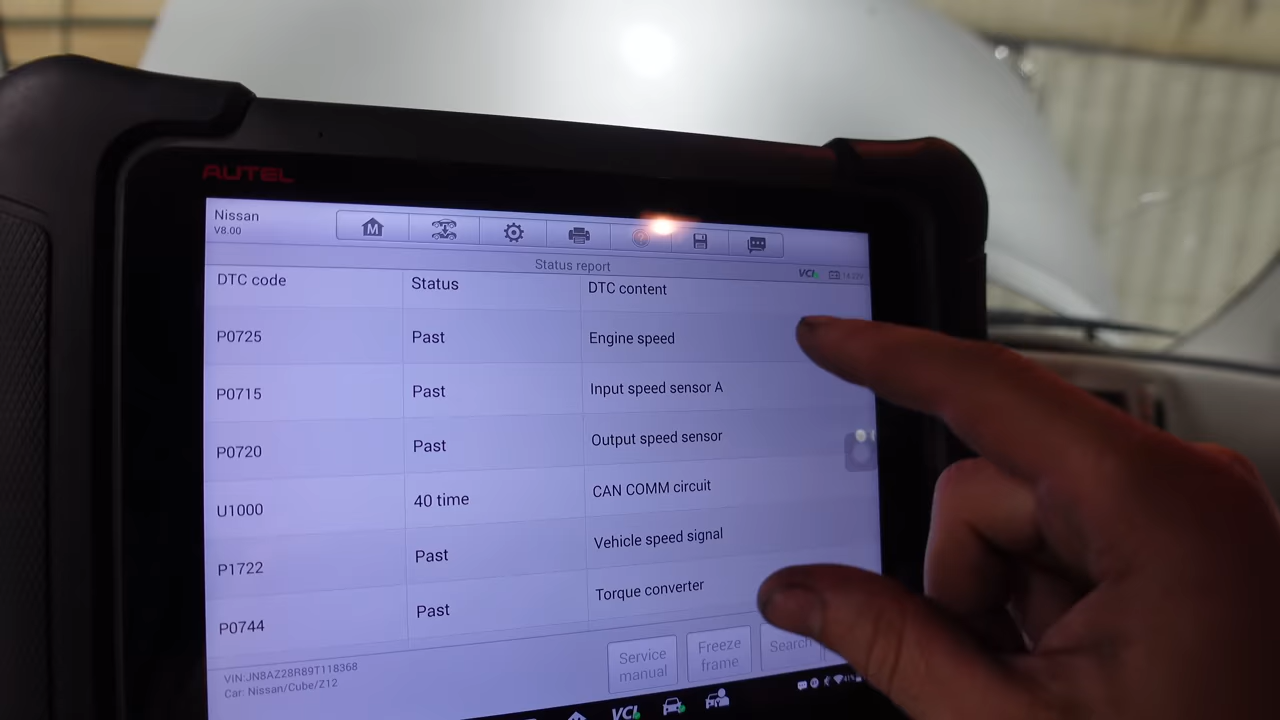 AUTEL
Nissan
V8.00
M
Status report
VCI
DTC code Status DTC content
P0725 Past Engine speed
P0715 Past Input speed sensor A
P0720 Past Output speed sensor
U1000 40 time CAN COMM circuit
P1722 Past Vehicle speed signal
P0744 Past Torque converter
VIN:JN8AZ28R89T118368
Car: Nissan/Cube/Z12
Service manual
Freeze frame
Search
VCI